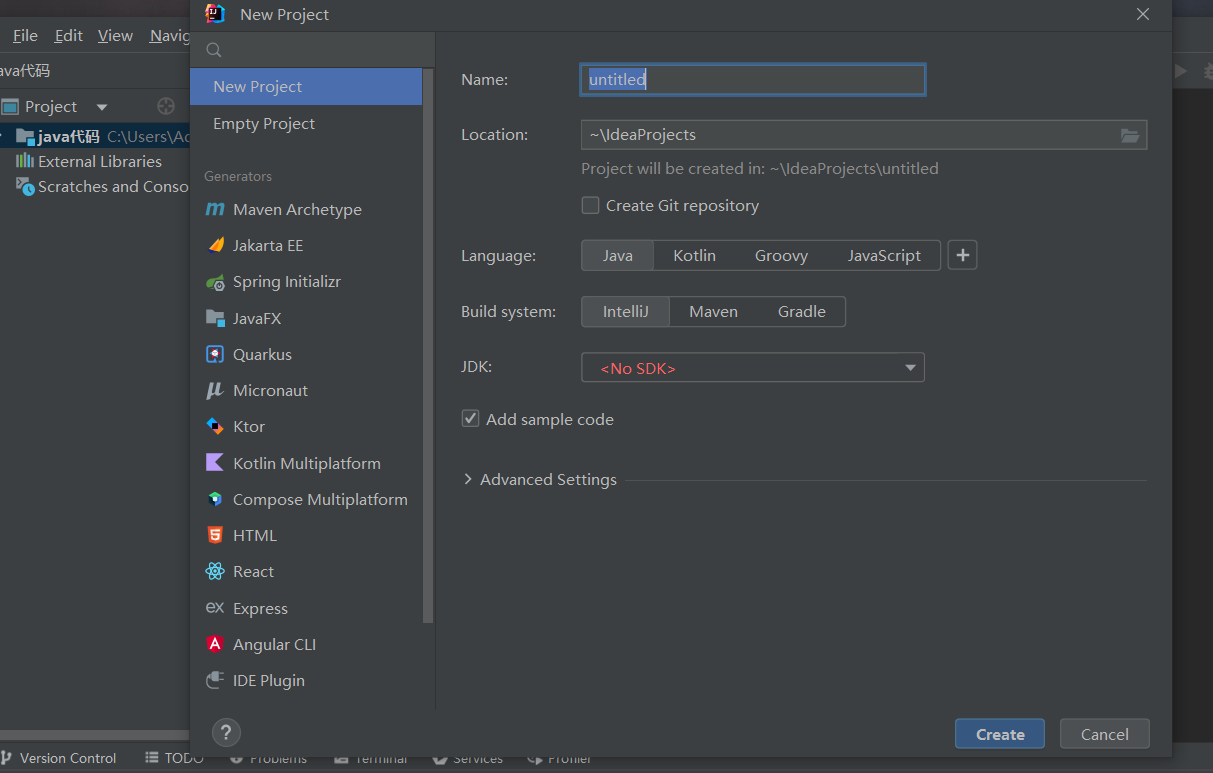 New Project
File Edit View Navig
ava代码
Project
java代码 C:\Users\Ac
External Libraries
Scratches and Conso
New Project
Empty Project
Generators
Maven Archetype
Jakarta EE
Spring Initializr
JavaFX
Quarkus
Micronaut
Ktor
Kotlin Multiplatform
Compose Multiplatform
HTML
React
Express
Angular CLI
IDE Plugin
Name: untitled
Location: ~\IdeaProjects
Project will be created in: ~\IdeaProjects\untitled
Create Git repository
Language: Java Kotlin Groovy JavaScript +
Build system: IntelliJ Maven Gradle
JDK: <No SDK>
Add sample code
Advanced Settings
? Create Cancel
Version Control TODO Problems Terminal Services Profiler